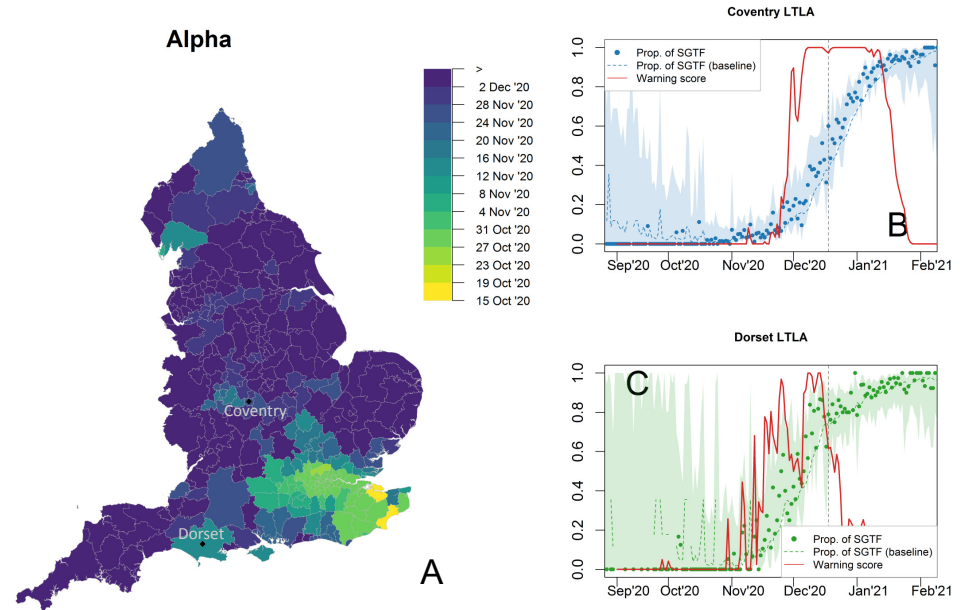 Alpha
>
2 Dec '20
28 Nov '20
24 Nov '20
20 Nov '20
16 Nov '20
12 Nov '20
8 Nov '20
4 Nov '20
31 Oct '20
27 Oct '20
23 Oct '20
19 Oct '20
15 Oct '20
Coventry
Dorset
A
Coventry LTLA
Prop. of SGTF
Prop. of SGTF (baseline)
Warning score
1.0
0.8
0.6
0.4
0.2
0.0
B
Sep'20 Oct'20 Nov'20 Dec'20 Jan'21 Feb'21
Dorset LTLA
C
1.0
0.8
0.6
0.4
0.2
0.0
Prop. of SGTF
Prop. of SGTF (baseline)
Warning score
Sep'20 Oct'20 Nov'20 Dec'20 Jan'21 Feb'21